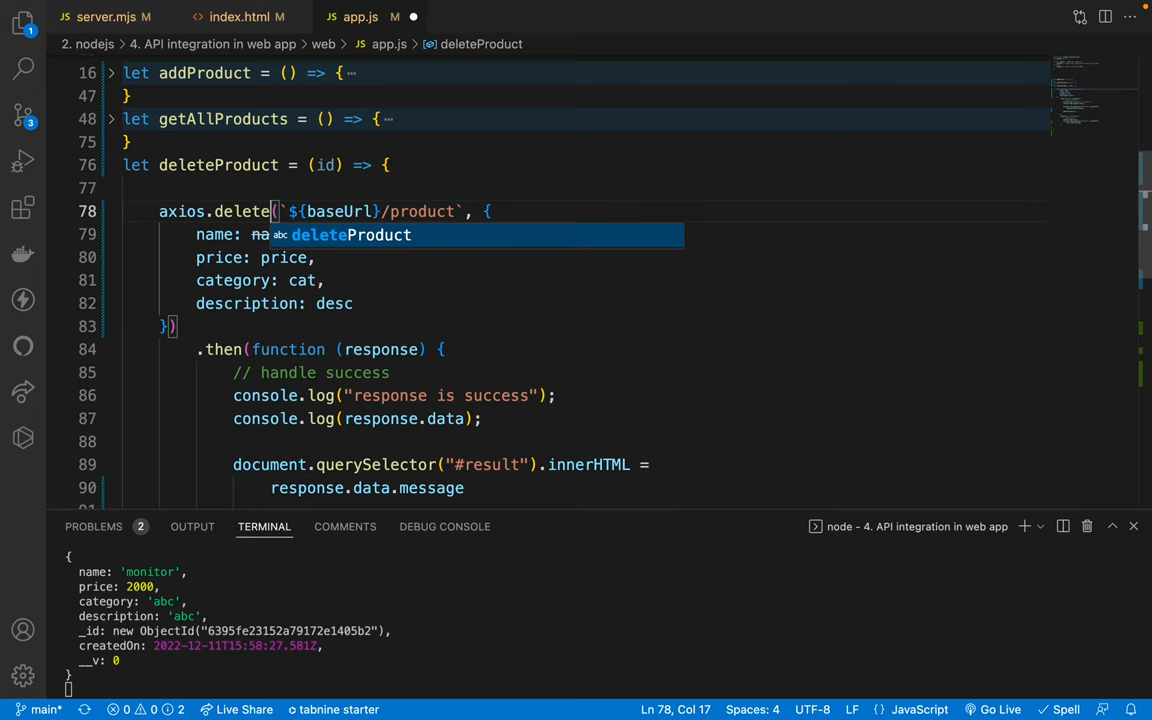 JS server.mjs M
<> index.html M
JS app.js M
2. nodejs > 4. API integration in web app > web > JS app.js > deleteProduct
16 let addProduct = () => { ⋯
47 }
48 let getAllProducts = () => { ⋯
75 }
76 let deleteProduct = (id) => {
77
78 axios.delete(`${baseUrl}/product`, {
79 name: na
abc deleteProduct
80 price: price,
81 category: cat,
82 description: desc
83 })
84 .then(function (response) {
85 // handle success
86 console.log("response is success");
87 console.log(response.data);
88
89 document.querySelector("#result").innerHTML =
90 response.data.message
1
3
PROBLEMS 2 OUTPUT TERMINAL COMMENTS DEBUG CONSOLE
node - 4. API integration in web app
{
name: 'monitor',
price: 2000,
category: 'abc',
description: 'abc',
_id: new ObjectId("6395fe23152a79172e1405b2"),
createdOn: 2022-12-11T15:58:27.581Z,
__v: 0
}
main* 0 0 2 Live Share tabnine starter Ln 78, Col 17 Spaces: 4 UTF-8 LF {} JavaScript Go Live Spell